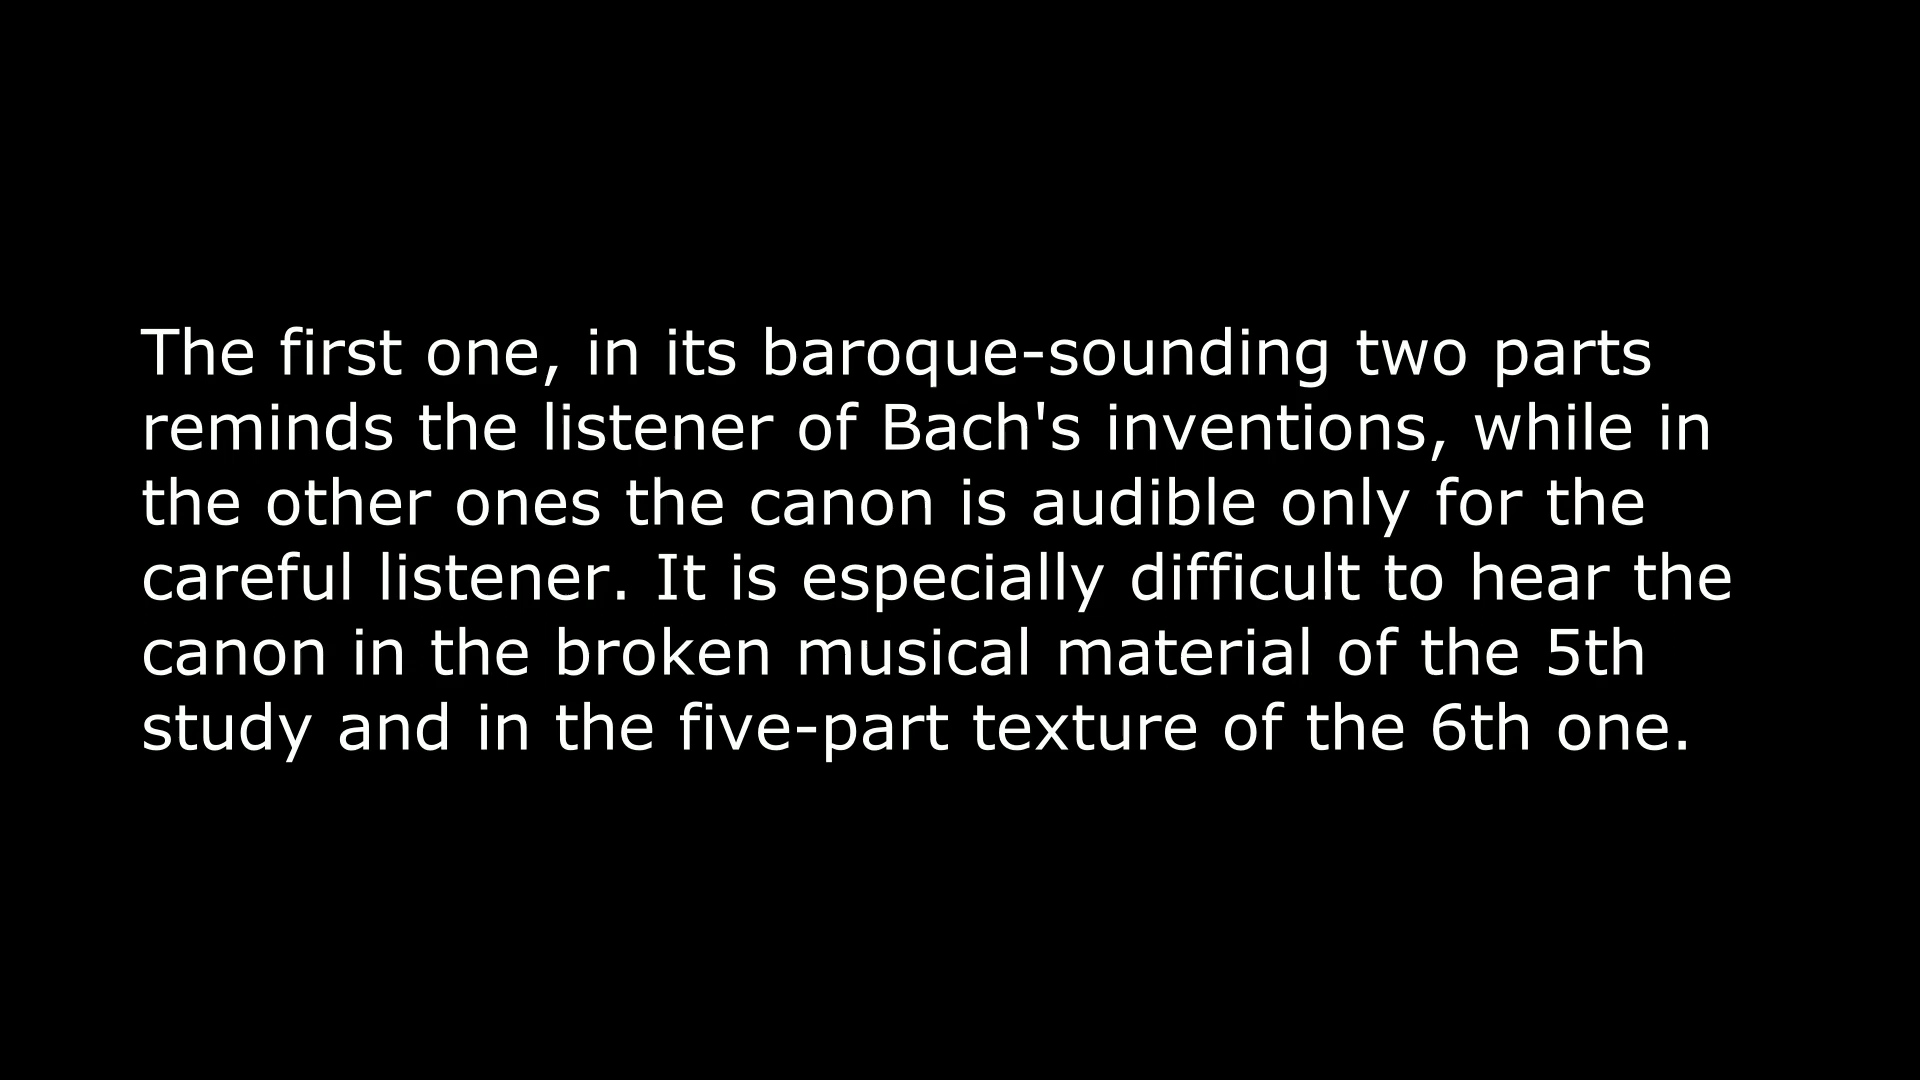 The first one, in its baroque-sounding two parts
reminds the listener of Bach's inventions, while in
the other ones the canon is audible only for the
careful listener. It is especially difficult to hear the
canon in the broken musical material of the 5th
study and in the five-part texture of the 6th one.